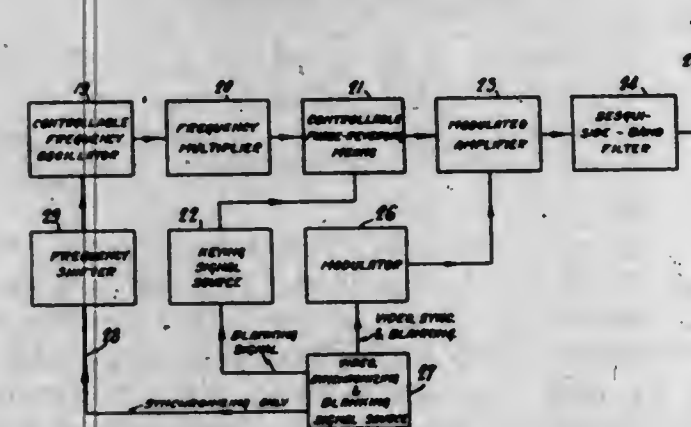 19
20
21
23
24
2
CONTROLLABLE
FREQUENCY
OSCILLATOR
FREQUENCY
MULTIPLIER
CONTROLLABLE
PHASE-REVERSING
MEANS
MODULATED
AMPLIFIER
SESQUI-
SIDE-BAND
FILTER
29
22
26
FREQUENCY
SHIFTER
KEYING
SIGNAL
SOURCE
MODULATOR
28
BLANKING
SIGNAL
VIDEO, SYNC.
& BLANKING
VIDEO,
SYNCHRONIZING
&
BLANKING
SIGNAL SOURCE
27
SYNCHRONIZING ONLY